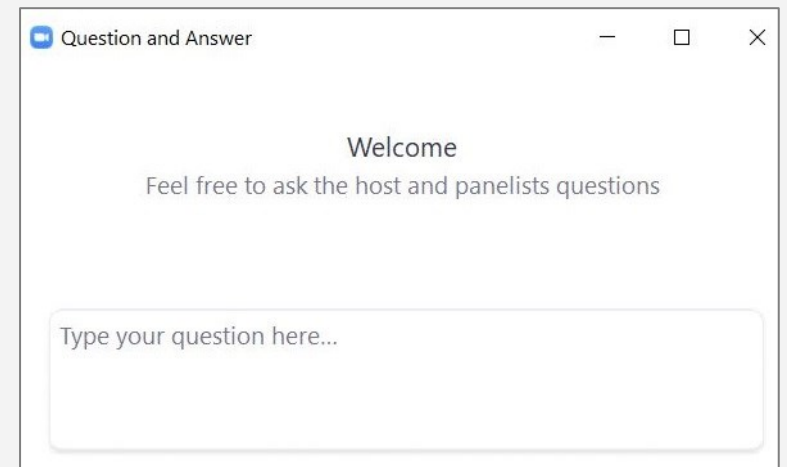 Question and Answer
Welcome
Feel free to ask the host and panelists questions
Type your question here...